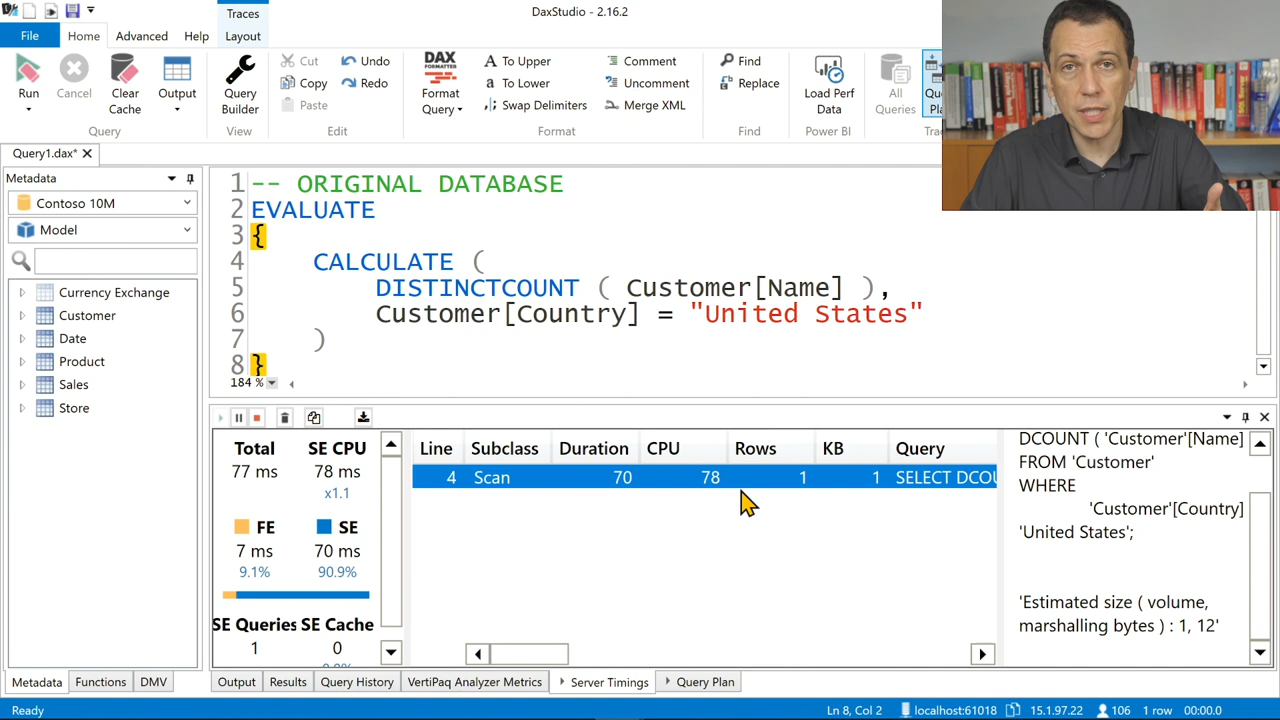 Traces
DaxStudio - 2.16.2
File
Home
Advanced
Help
Layout
Run
Cancel
Clear
Cache
Output
Query
Query
Builder
View
Cut
Copy
Paste
Undo
Redo
Edit
DAX
FORMATTER
Format
Query
To Upper
To Lower
Swap Delimiters
Comment
Uncomment
Merge XML
Format
Find
Replace
Find
Load Perf
Data
Power BI
All
Queries
Query1.dax*
Metadata
Contoso 10M
Model
Currency Exchange
Customer
Date
Product
Sales
Store
1 -- ORIGINAL DATABASE
2 EVALUATE
3 {
4 CALCULATE (
5 DISTINCTCOUNT ( Customer[Name] ),
6 Customer[Country] = "United States"
7 )
8 }
184 %
Total SE CPU
77 ms 78 ms
x1.1
FE SE
7 ms 70 ms
9.1% 90.9%
SE Queries SE Cache
1 0
Line Subclass Duration CPU Rows KB Query
4 Scan 70 78 1 1 SELECT DCOU
DCOUNT ( 'Customer'[Name]
FROM 'Customer'
WHERE
'Customer'[Country]
'United States';
'Estimated size ( volume,
marshalling bytes ) : 1, 12'
Metadata Functions DMV
Output Results Query History VertiPaq Analyzer Metrics Server Timings Query Plan
Ready
Ln 8, Col 2 localhost:61018 15.1.97.22 106 1 row 00:00.0